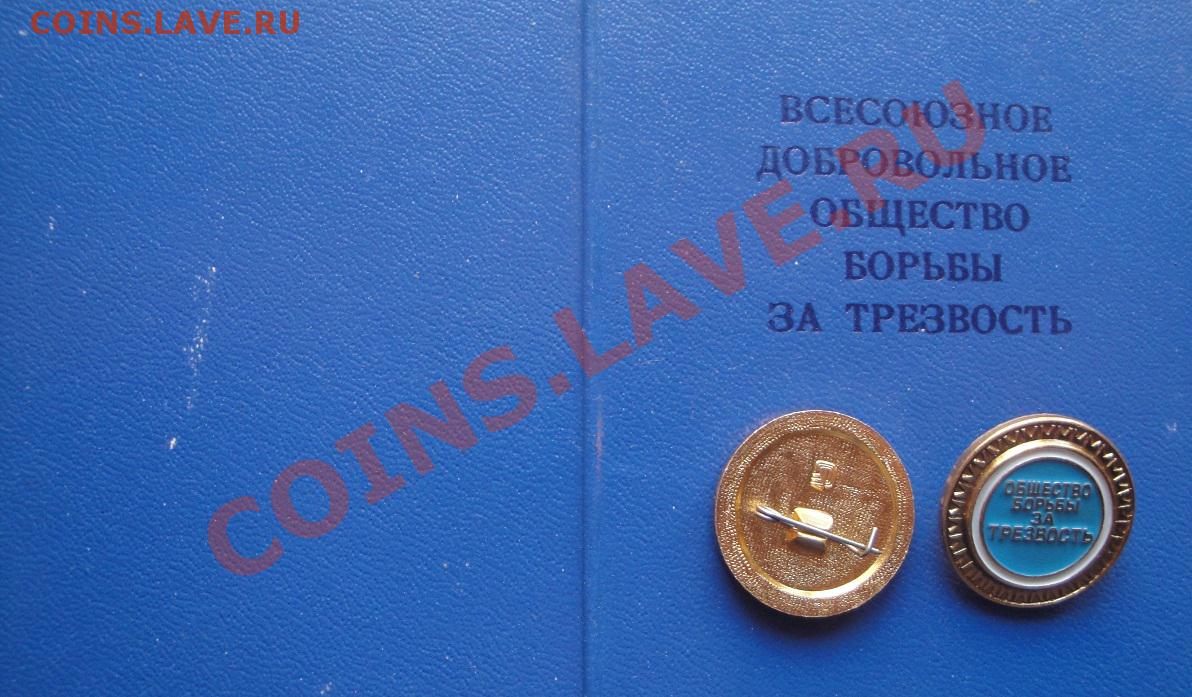 COINS.LAVE.RU
ВСЕСОЮЗНОЕ
ДОБРОВОЛЬНОЕ
ОБЩЕСТВО
БОРЬБЫ
ЗА ТРЕЗВОСТЬ
COINS.LAVE.RU
ОБЩЕСТВО
БОРЬБЫ
ЗА
ТРЕЗВОСТЬ